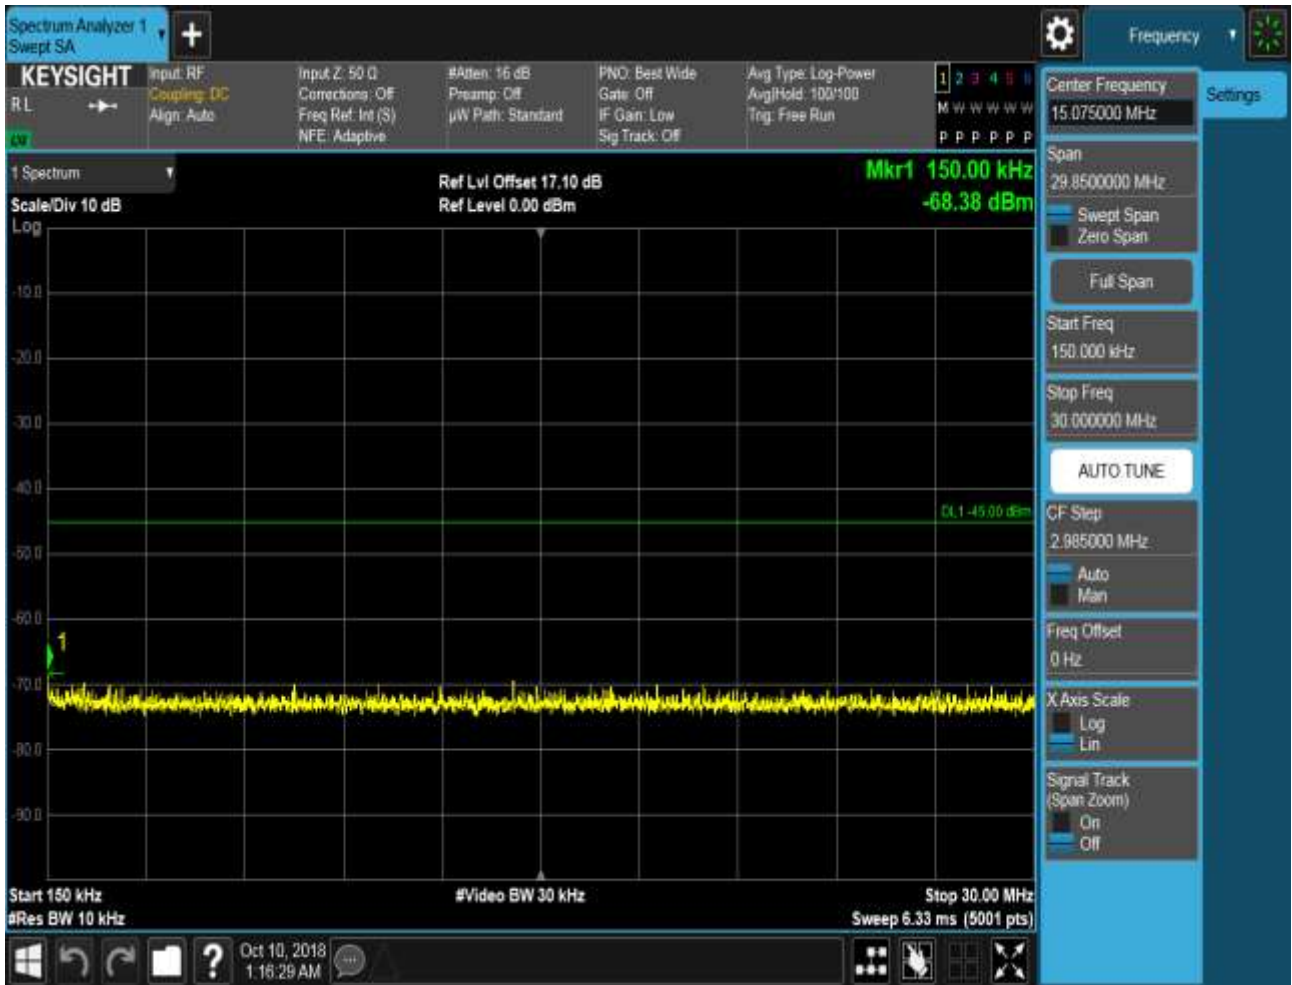 Spectrum Analyzer 1
Swept SA
Frequency
KEYSIGHT
RL
LXI
Input: RF
Coupling: DC
Align: Auto
Input Z: 50 Ω
Corrections: Off
Freq Ref: Int (S)
NFE: Adaptive
#Atten: 16 dB
Preamp: Off
µW Path: Standard
PNO: Best Wide
Gate: Off
IF Gain: Low
Sig Track: Off
Avg Type: Log-Power
Avg|Hold: 100/100
Trig: Free Run
1 2 3 4 5 6
M W W W W W
P P P P P P
1 Spectrum
Scale/Div 10 dB
Log
Ref Lvl Offset 17.10 dB
Ref Level 0.00 dBm
Mkr1 150.00 kHz
-68.38 dBm
-10.0
-20.0
-30.0
-40.0
DL1 -45.00 dBm
-50.0
-60.0
1
-70.0
-80.0
-90.0
Start 150 kHz
#Res BW 10 kHz
#Video BW 30 kHz
Stop 30.00 MHz
Sweep 6.33 ms (5001 pts)
Center Frequency
15.075000 MHz
Settings
Span
29.8500000 MHz
Swept Span
Zero Span
Full Span
Start Freq
150.000 kHz
Stop Freq
30.000000 MHz
AUTO TUNE
CF Step
2.985000 MHz
Auto
Man
Freq Offset
0 Hz
X Axis Scale
Log
Lin
Signal Track
(Span Zoom)
On
Off
?
Oct 10, 2018
1:16:29 AM